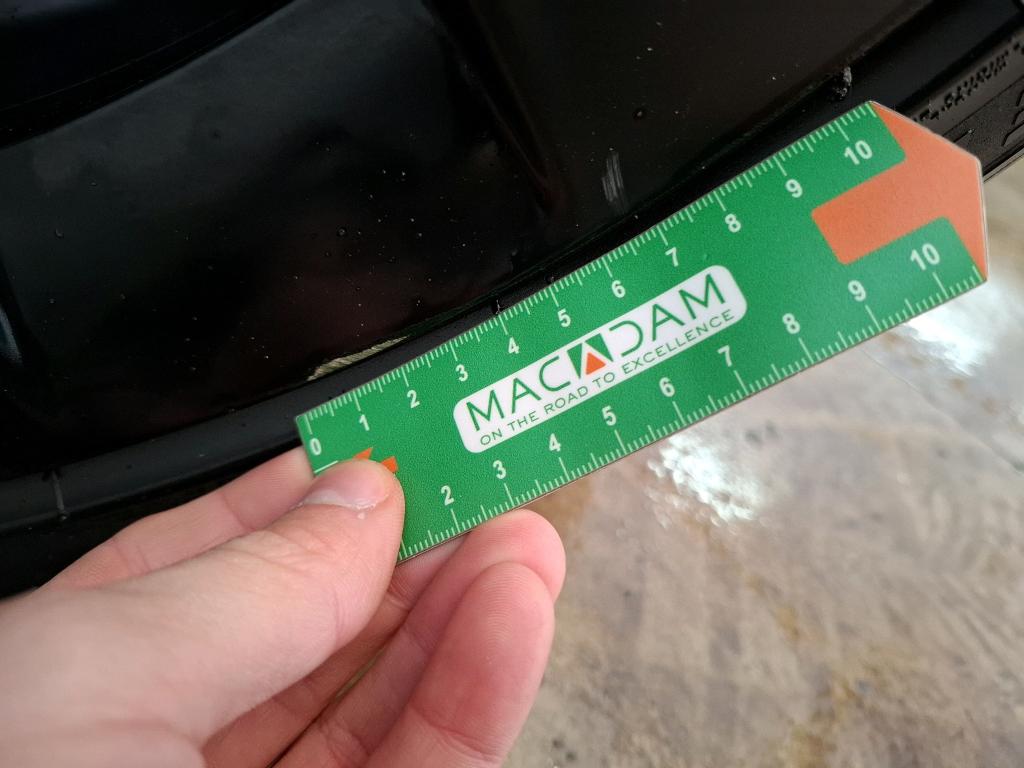 0 1 2 3 4 5 6 7 8 9 10
MACADAM
ON THE ROAD TO EXCELLENCE
2 3 4 5 6 7 8 9 10